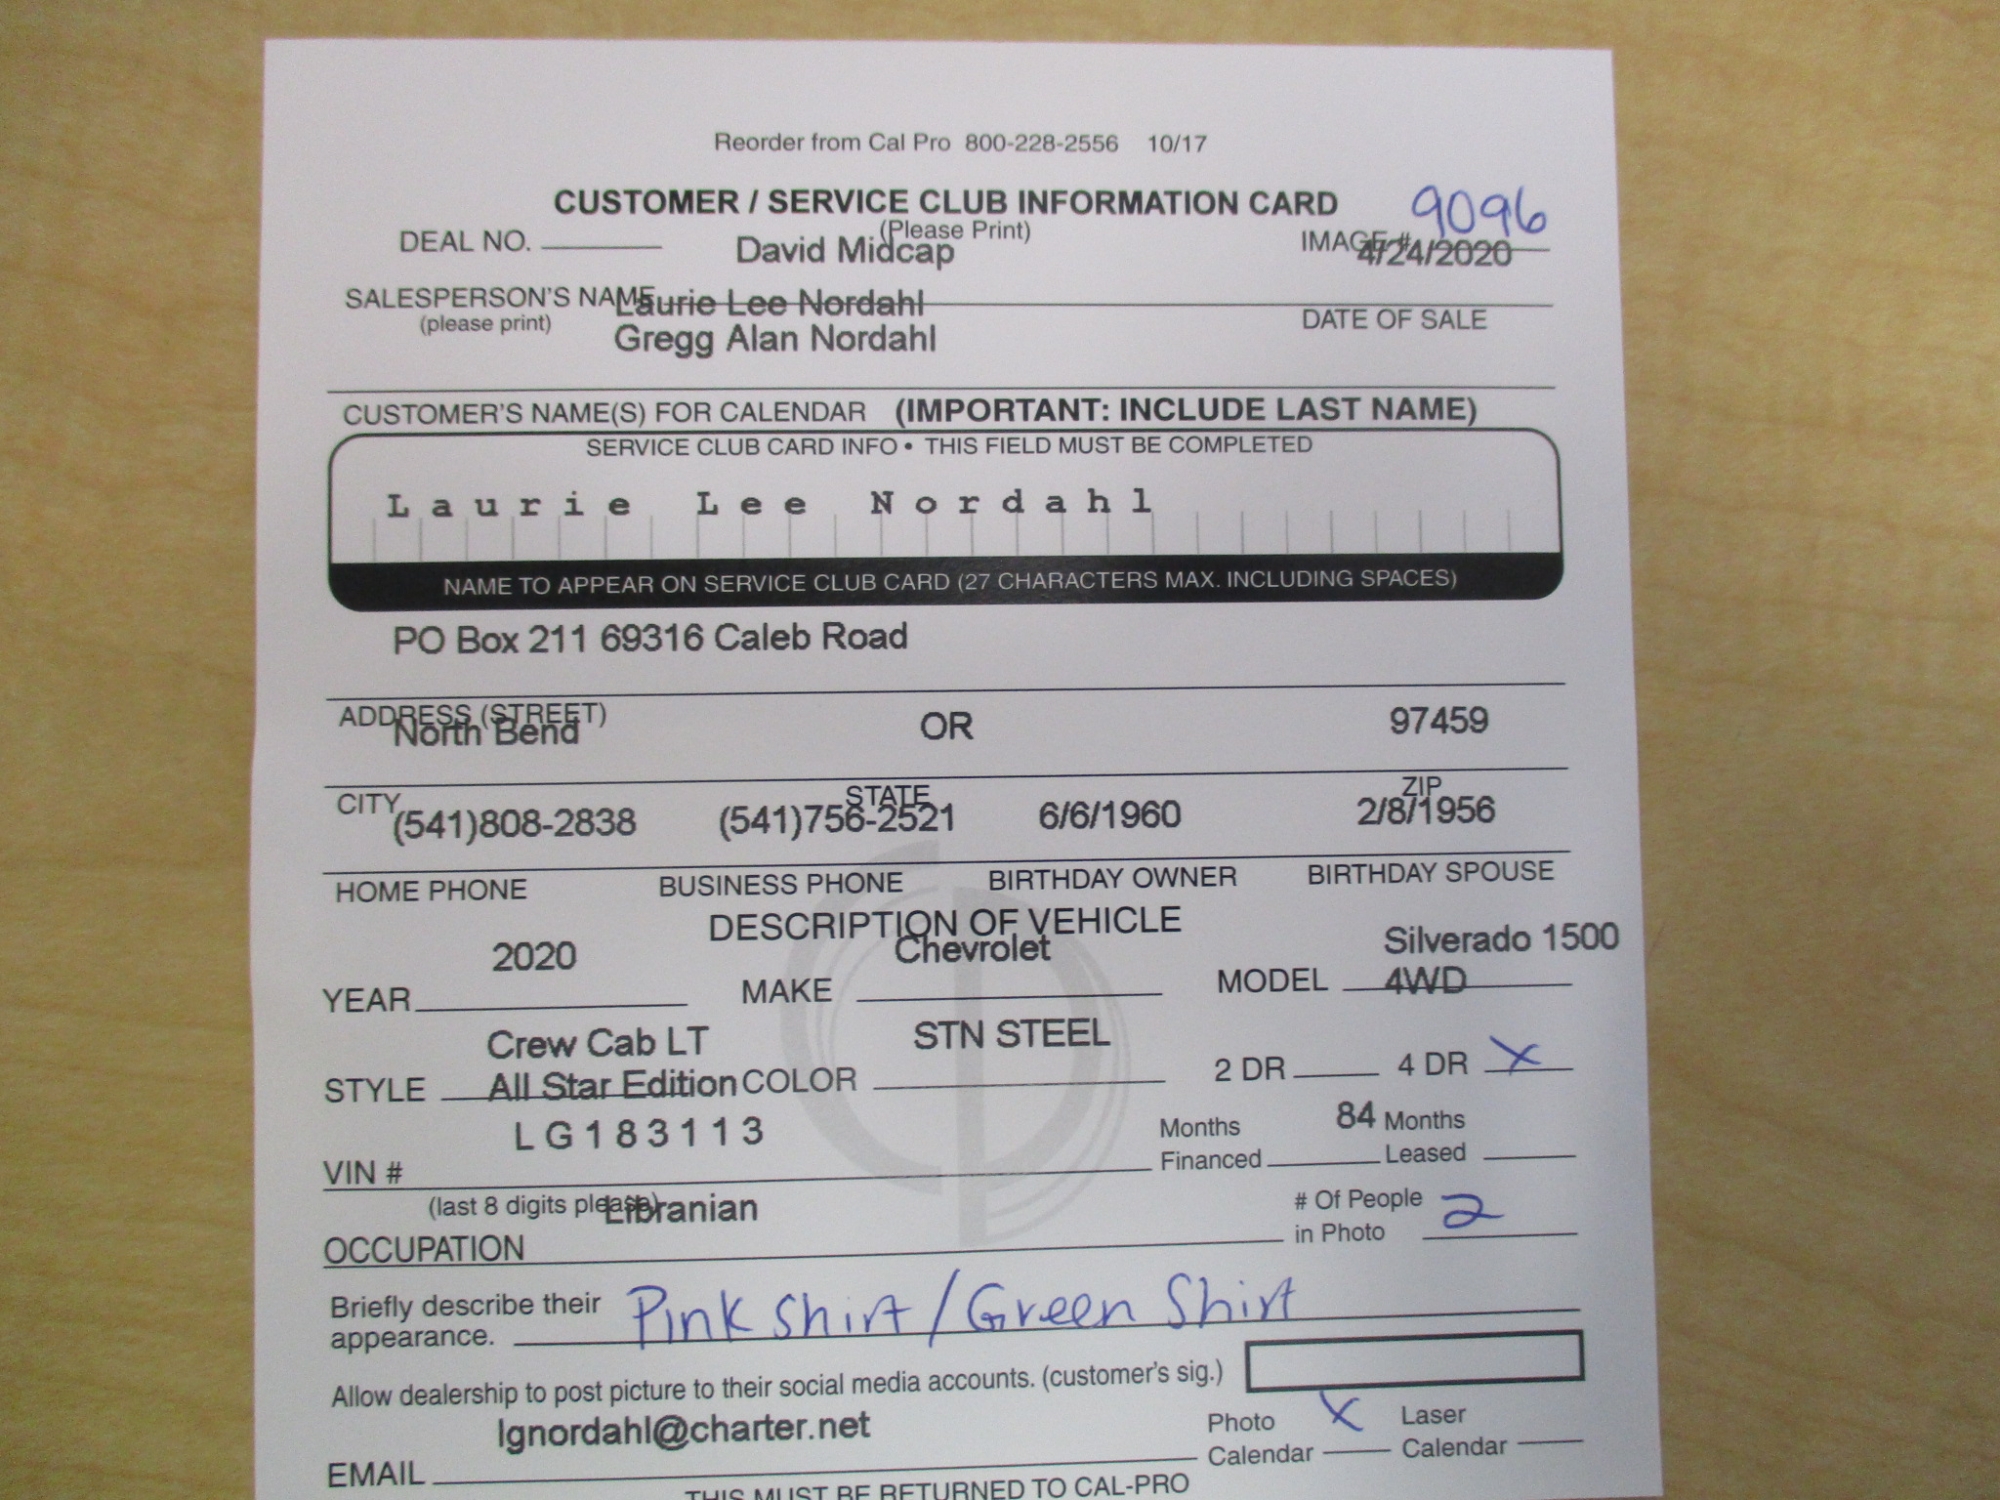 Reorder from Cal Pro 800-228-2556 10/17
CUSTOMER / SERVICE CLUB INFORMATION CARD 9096
(Please Print)
DEAL NO. David Midcap IMAGE # 4/24/2020
SALESPERSON'S NAME Laurie Lee Nordahl
(please print) DATE OF SALE
Gregg Alan Nordahl
CUSTOMER'S NAME(S) FOR CALENDAR (IMPORTANT: INCLUDE LAST NAME)
SERVICE CLUB CARD INFO • THIS FIELD MUST BE COMPLETED
Laurie Lee Nordahl
NAME TO APPEAR ON SERVICE CLUB CARD (27 CHARACTERS MAX. INCLUDING SPACES)
PO Box 211 69316 Caleb Road
ADDRESS (STREET)
North Bend OR 97459
CITY STATE ZIP
(541)808-2838 (541)756-2521 6/6/1960 2/8/1956
HOME PHONE BUSINESS PHONE BIRTHDAY OWNER BIRTHDAY SPOUSE
DESCRIPTION OF VEHICLE
2020 Chevrolet Silverado 1500
YEAR MAKE MODEL 4WD
Crew Cab LT STN STEEL
STYLE All Star Edition COLOR 2 DR 4 DR X
LG183113 Months 84 Months
VIN # Financed Leased
(last 8 digits please) Libranian # Of People 2
OCCUPATION in Photo
Briefly describe their Pink shirt / Green Shirt
appearance.
Allow dealership to post picture to their social media accounts. (customer's sig.)
lgnordahl@charter.net Photo X Laser
EMAIL Calendar Calendar
THIS MUST BE RETURNED TO CAL-PRO